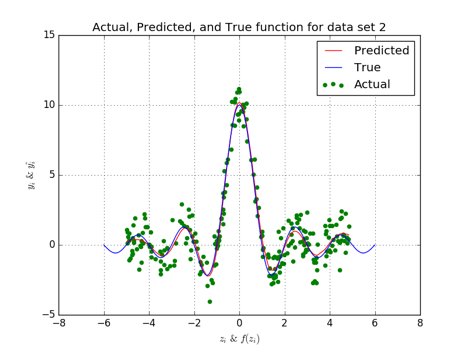 Actual, Predicted, and True function for data set 2
15
10
5
0
−5
−8
−6
−4
−2
0
2
4
6
8
Predicted
True
Actual
y_i & ŷ_i
z_i & f(z_i)